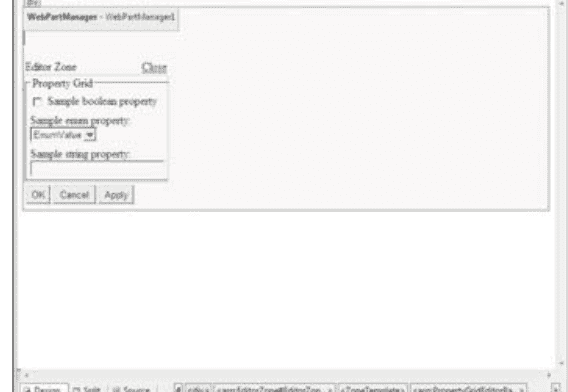 div
WebPartManager - WebPartManager1
Editor Zone Close
Property Grid
Sample boolean property
Sample enum property:
EnumValue
Sample string property:
OK Cancel Apply
Design Split Source <div> <asp:EditorZone#EditorZon... <ZoneTemplate> <asp:PropertyGridEditorPa...